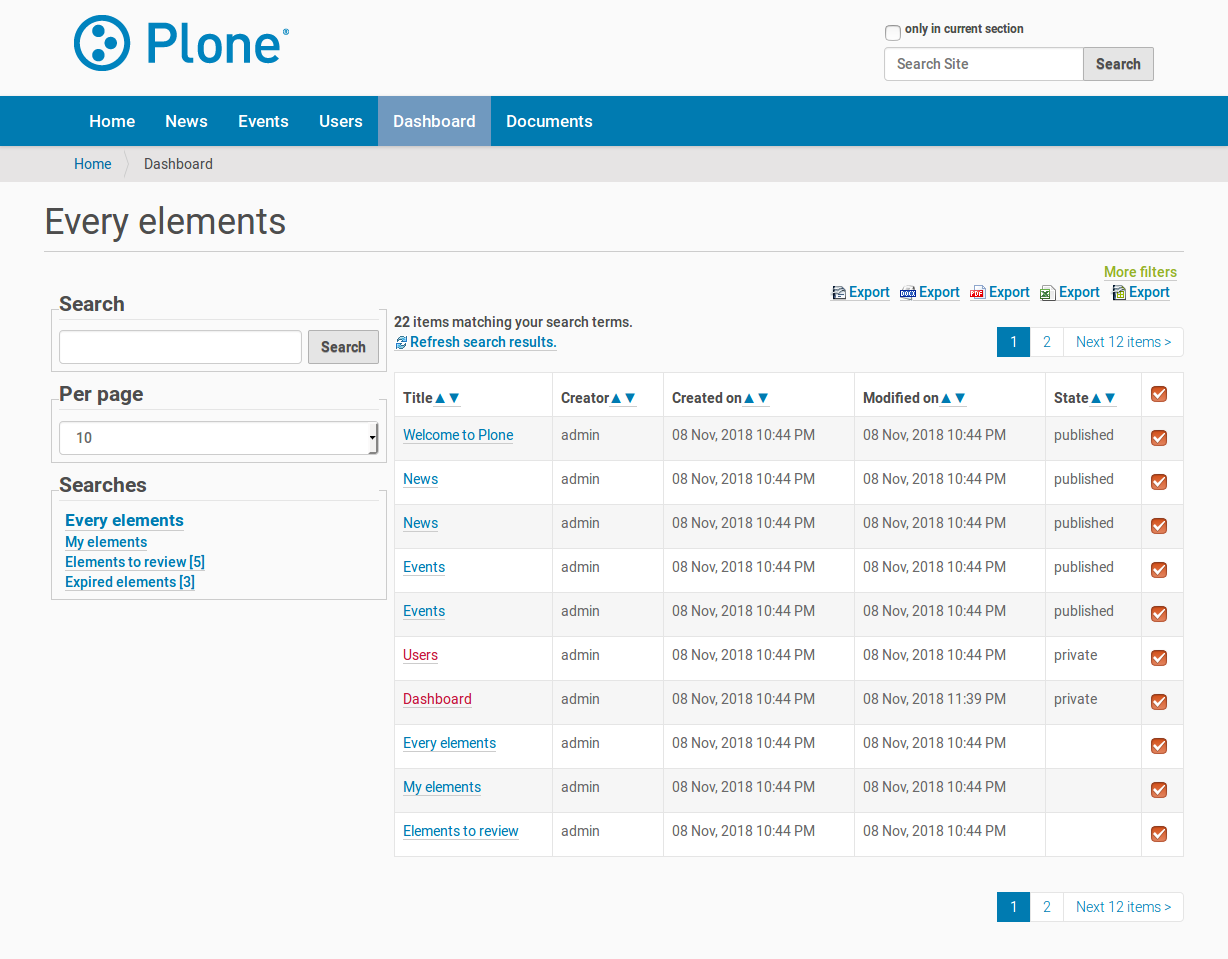 Plone®
only in current section
Search Site Search
Home News Events Users Dashboard Documents
Home Dashboard
Every elements
More filters
Export DOCX Export PDF Export Export Export
Search
Search
Per page
10
Searches
Every elements
My elements
Elements to review [5]
Expired elements [3]
22 items matching your search terms.
Refresh search results.
1 2 Next 12 items >
Title▲▼ Creator▲▼ Created on▲▼ Modified on▲▼ State▲▼
Welcome to Plone admin 08 Nov, 2018 10:44 PM 08 Nov, 2018 10:44 PM published
News admin 08 Nov, 2018 10:44 PM 08 Nov, 2018 10:44 PM published
News admin 08 Nov, 2018 10:44 PM 08 Nov, 2018 10:44 PM published
Events admin 08 Nov, 2018 10:44 PM 08 Nov, 2018 10:44 PM published
Events admin 08 Nov, 2018 10:44 PM 08 Nov, 2018 10:44 PM published
Users admin 08 Nov, 2018 10:44 PM 08 Nov, 2018 10:44 PM private
Dashboard admin 08 Nov, 2018 10:44 PM 08 Nov, 2018 11:39 PM private
Every elements admin 08 Nov, 2018 10:44 PM 08 Nov, 2018 10:44 PM
My elements admin 08 Nov, 2018 10:44 PM 08 Nov, 2018 10:44 PM
Elements to review admin 08 Nov, 2018 10:44 PM 08 Nov, 2018 10:44 PM
1 2 Next 12 items >